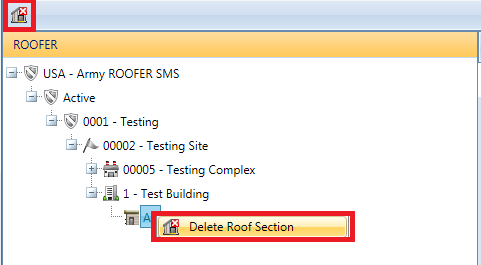 ROOFER
USA - Army ROOFER SMS
Active
0001 - Testing
00002 - Testing Site
00005 - Testing Complex
1 - Test Building
A
Delete Roof Section